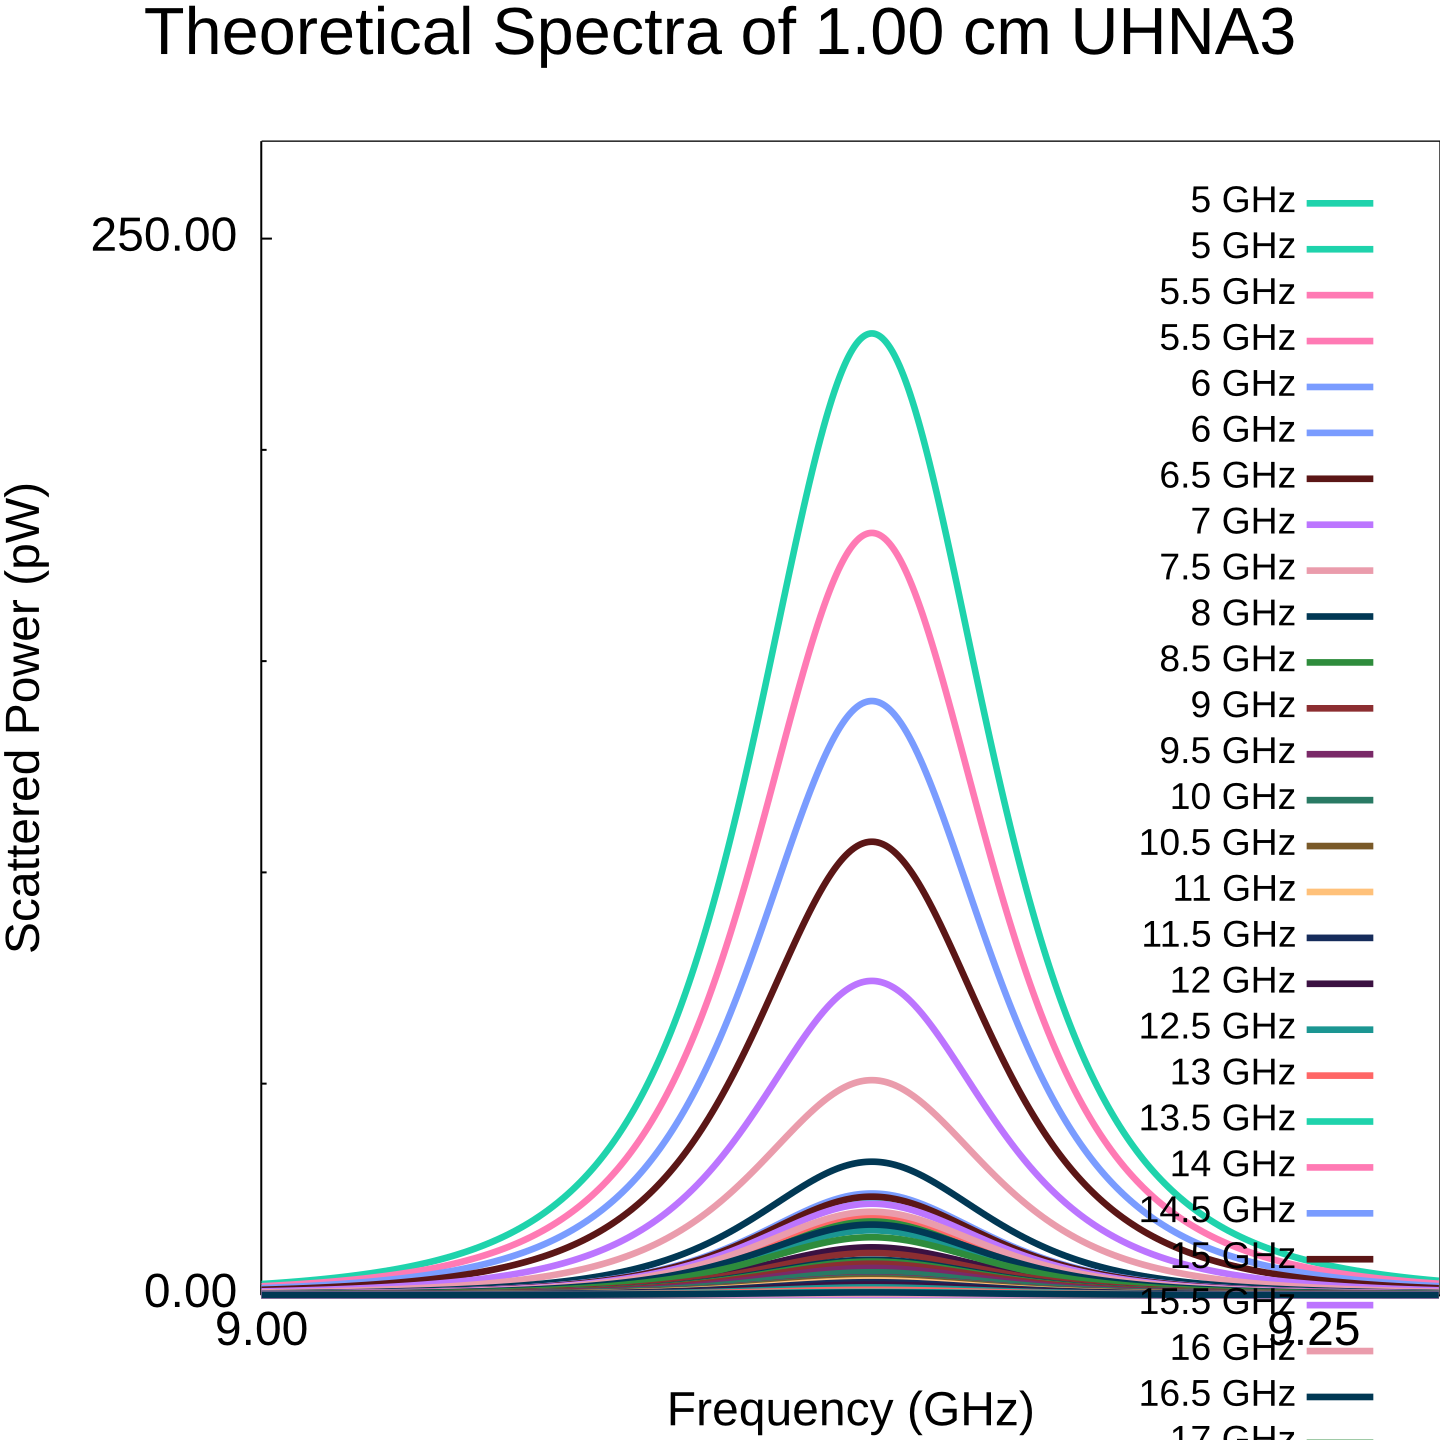 Theoretical Spectra of 1.00 cm UHNA3
250.00
0.00
Scattered Power (pW)
9.00
9.25
Frequency (GHz)
5 GHz
5 GHz
5.5 GHz
5.5 GHz
6 GHz
6 GHz
6.5 GHz
7 GHz
7.5 GHz
8 GHz
8.5 GHz
9 GHz
9.5 GHz
10 GHz
10.5 GHz
11 GHz
11.5 GHz
12 GHz
12.5 GHz
13 GHz
13.5 GHz
14 GHz
14.5 GHz
15 GHz
15.5 GHz
16 GHz
16.5 GHz
17 GHz